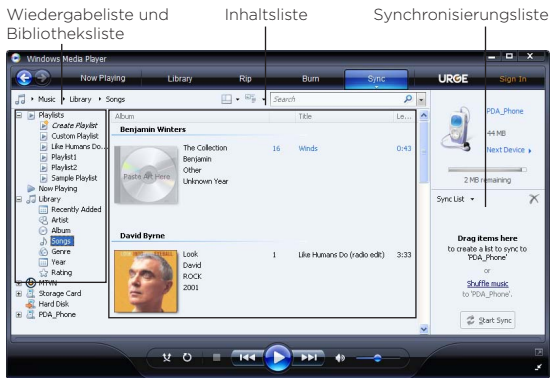 Wiedergabeliste und
Bibliotheksliste
Inhaltsliste
Synchronisierungsliste
Windows Media Player
Now Playing
Library
Rip
Burn
Sync
URGE
Sign In
Music
Library
Songs
Search
Playlists
Create Playlist
Custom Playlist
Like Humans Do...
Playlist1
Playlist2
Sample Playlist
Now Playing
Library
Recently Added
Artist
Album
Songs
Genre
Year
Rating
MTVN
Storage Card
Hard Disk
PDA_Phone
Album Title Le...
Benjamin Winters
Paste Art Here
The Collection 16 Winds 0:43
Benjamin
Other
Unknown Year
David Byrne
Look 1 Like Humans Do (radio edit) 3:33
David
ROCK
2001
PDA_Phone
44 MB
Next Device
2 MB remaining
Sync List
Drag items here
to create a list to sync to
'PDA_Phone'
or
Shuffle music
to 'PDA_Phone'.
Start Sync